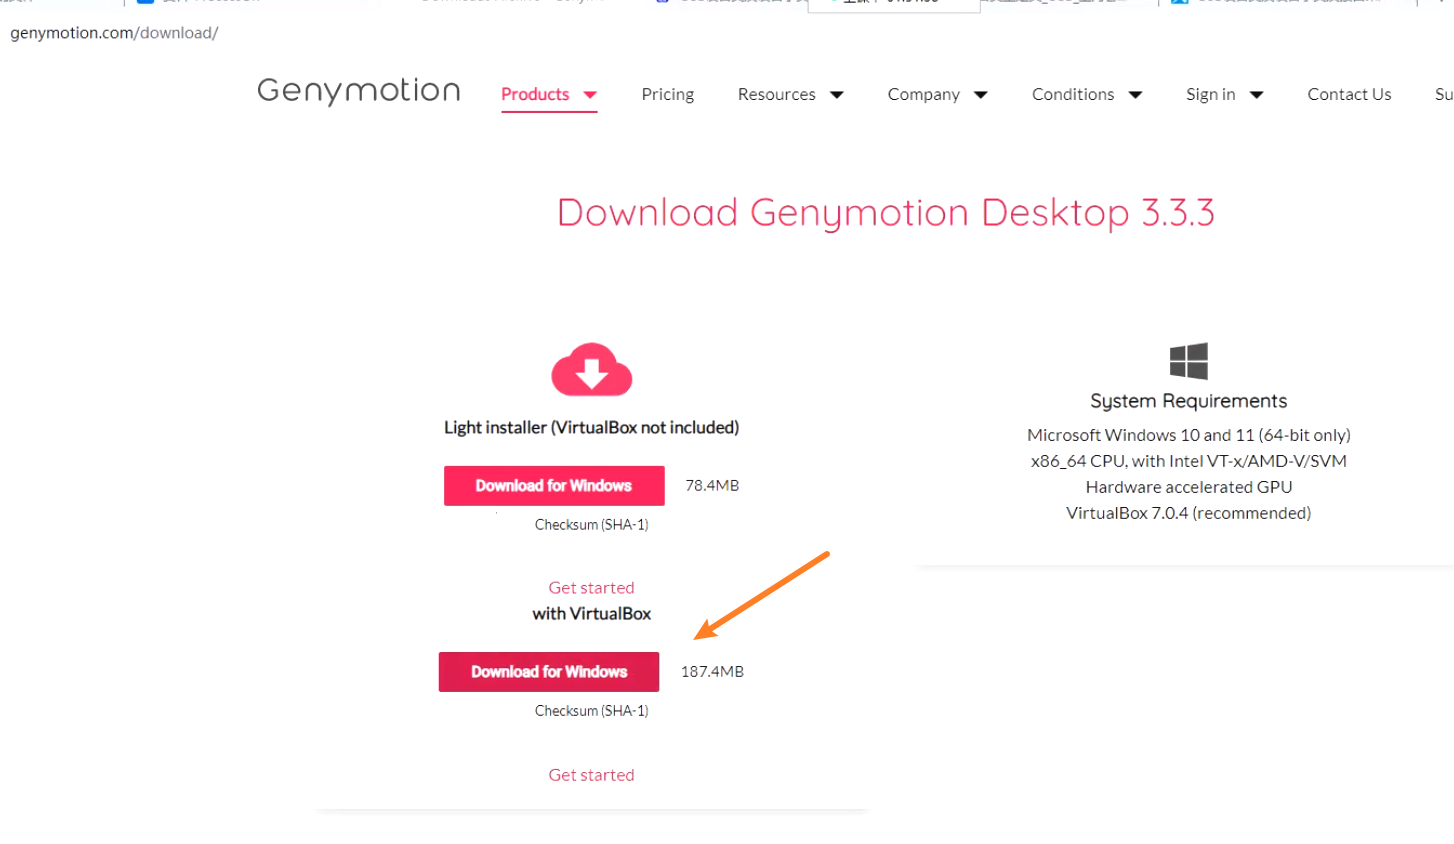 genymotion.com/download/
Genymotion
Products
Pricing
Resources
Company
Conditions
Sign in
Contact Us
Download Genymotion Desktop 3.3.3
Light installer (VirtualBox not included)
Download for Windows
78.4MB
Checksum (SHA-1)
Get started
with VirtualBox
Download for Windows
187.4MB
Checksum (SHA-1)
Get started
System Requirements
Microsoft Windows 10 and 11 (64-bit only)
x86_64 CPU, with Intel VT-x/AMD-V/SVM
Hardware accelerated GPU
VirtualBox 7.0.4 (recommended)